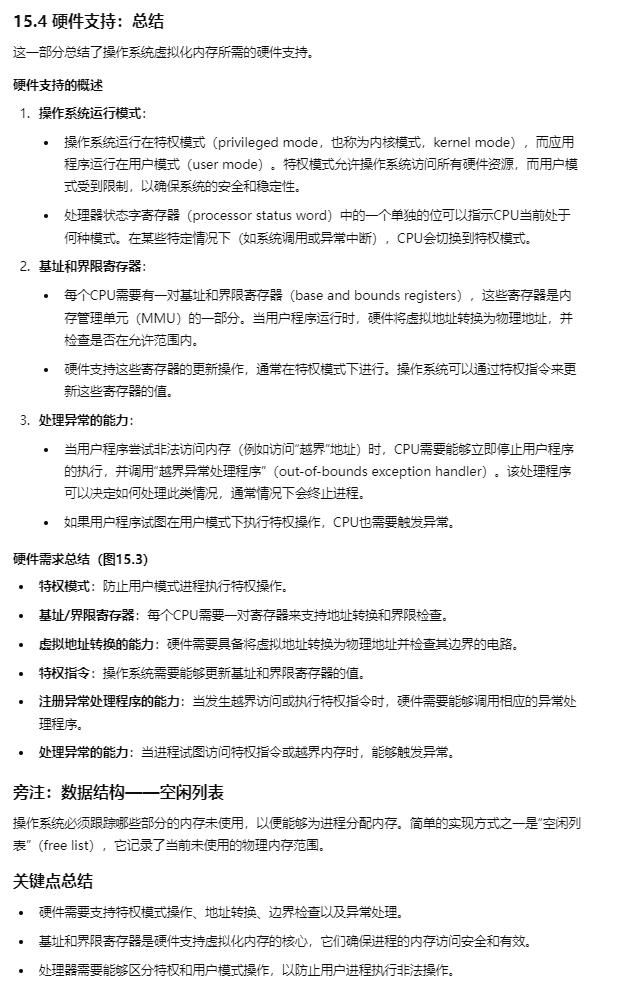 15.4 硬件支持：总结
这一部分总结了操作系统虚拟化内存所需的硬件支持。
硬件支持的概述
1. 操作系统运行模式：
• 操作系统运行在特权模式（privileged mode，也称为内核模式，kernel mode），而应用
程序运行在用户模式（user mode）。特权模式允许操作系统访问所有硬件资源，而用户模
式受到限制，以确保系统的安全和稳定性。
• 处理器状态字寄存器（processor status word）中的一个单独的位可以指示CPU当前处于
何种模式。在某些特定情况下（如系统调用或异常中断），CPU会切换到特权模式。
2. 基址和界限寄存器：
• 每个CPU需要有一对基址和界限寄存器（base and bounds registers），这些寄存器是内
存管理单元（MMU）的一部分。当用户程序运行时，硬件将虚拟地址转换为物理地址，并
检查是否在允许范围内。
• 硬件支持这些寄存器的更新操作，通常在特权模式下进行。操作系统可以通过特权指令来更
新这些寄存器的值。
3. 处理异常的能力：
• 当用户程序尝试非法访问内存（例如访问“越界”地址）时，CPU需要能够立即停止用户程序
的执行，并调用“越界异常处理程序”（out-of-bounds exception handler）。该处理程序
可以决定如何处理此类情况，通常情况下会终止进程。
• 如果用户程序试图在用户模式下执行特权操作，CPU也需要触发异常。
硬件需求总结（图15.3）
• 特权模式：防止用户模式进程执行特权操作。
• 基址/界限寄存器：每个CPU需要一对寄存器来支持地址转换和界限检查。
• 虚拟地址转换的能力：硬件需要具备将虚拟地址转换为物理地址并检查其边界的电路。
• 特权指令：操作系统需要能够更新基址和界限寄存器的值。
• 注册异常处理程序的能力：当发生越界访问或执行特权指令时，硬件需要能够调用相应的异常处
理程序。
• 处理异常的能力：当进程试图访问特权指令或越界内存时，能够触发异常。
旁注：数据结构——空闲列表
操作系统必须跟踪哪些部分的内存未使用，以便能够为进程分配内存。简单的实现方式之一是“空闲列
表”（free list），它记录了当前未使用的物理内存范围。
关键点总结
• 硬件需要支持特权模式操作、地址转换、边界检查以及异常处理。
• 基址和界限寄存器是硬件支持虚拟化内存的核心，它们确保进程的内存访问安全和有效。
• 处理器需要能够区分特权和用户模式操作，以防止用户进程执行非法操作。